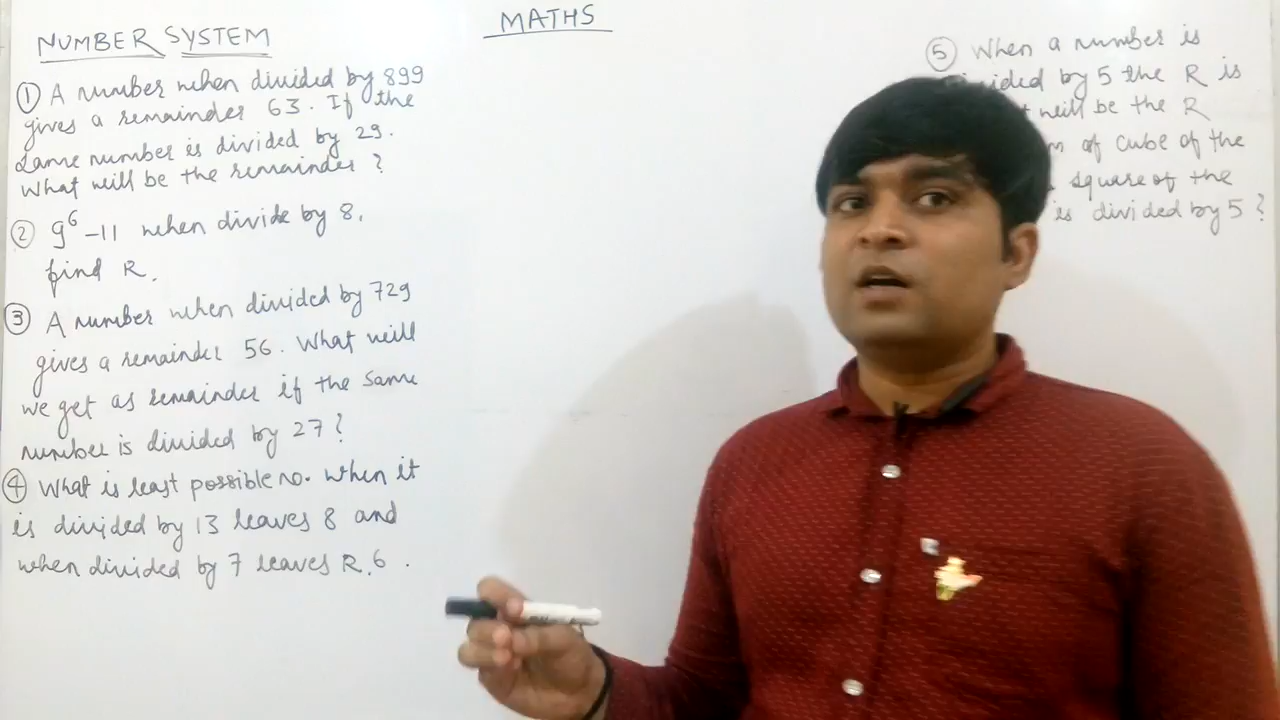 MATHS
NUMBER SYSTEM
① A number when divided by 899
gives a remainder 63. If the
same number is divided by 29.
What will be the remainder ?
② 9⁶-11 when divide by 8.
find R.
③ A number when divided by 729
gives a remainder 56. What will
we get as remainder if the same
number is divided by 27?
④ What is least possible no. when it
is divided by 13 leaves 8 and
when divided by 7 leaves R.6.
⑤ When a number is
by 5 the R is
will be the R
of cube of the
square of the
is divided by 5?